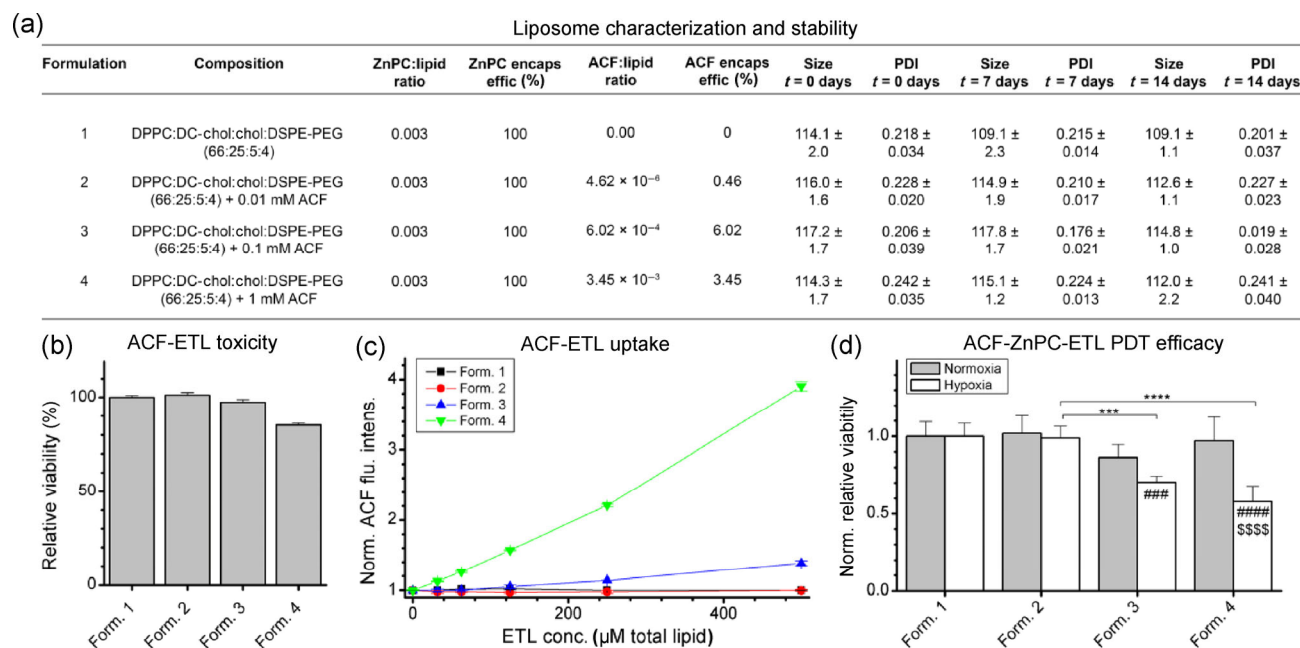 (a)
Liposome characterization and stability
Formulation Composition ZnPC:lipid ratio ZnPC encaps effic (%) ACF:lipid ratio ACF encaps effic (%) Size t = 0 days PDI t = 0 days Size t = 7 days PDI t = 7 days Size t = 14 days PDI t = 14 days
1 DPPC:DC-chol:chol:DSPE-PEG 0.003 100 0.00 0 114.1 ± 0.218 ± 109.1 ± 0.215 ± 109.1 ± 0.201 ±
(66:25:5:4) 2.0 0.034 2.3 0.014 1.1 0.037
2 DPPC:DC-chol:chol:DSPE-PEG 0.003 100 4.62 × 10⁻⁶ 0.46 116.0 ± 0.228 ± 114.9 ± 0.210 ± 112.6 ± 0.227 ±
(66:25:5:4) + 0.01 mM ACF 1.6 0.020 1.9 0.017 1.1 0.023
3 DPPC:DC-chol:chol:DSPE-PEG 0.003 100 6.02 × 10⁻⁴ 6.02 117.2 ± 0.206 ± 117.8 ± 0.176 ± 114.8 ± 0.019 ±
(66:25:5:4) + 0.1 mM ACF 1.7 0.039 1.7 0.021 1.0 0.028
4 DPPC:DC-chol:chol:DSPE-PEG 0.003 100 3.45 × 10⁻³ 3.45 114.3 ± 0.242 ± 115.1 ± 0.224 ± 112.0 ± 0.241 ±
(66:25:5:4) + 1 mM ACF 1.7 0.035 1.2 0.013 2.2 0.040
(b)
ACF-ETL toxicity
Relative viability (%)
100
50
0
Form. 1
Form. 2
Form. 3
Form. 4
(c)
ACF-ETL uptake
Norm. ACF flu. intens.
4
3
2
1
Form. 1
Form. 2
Form. 3
Form. 4
0 200 400
ETL conc. (µM total lipid)
(d)
ACF-ZnPC-ETL PDT efficacy
Norm. relative viabitily
Normoxia
Hypoxia
****
***
1.0
0.5
0.0
###
####
$$$$
Form. 1
Form. 2
Form. 3
Form. 4